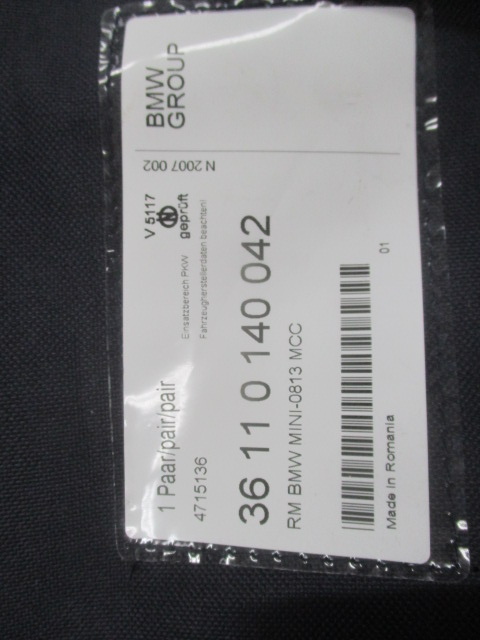 BMW
GROUP
N 2007 002
V 5117
N
geprüft
Einsatzbereich PKW
Fahrzeugherstellerdaten beachten!
1 Paar/pair/pair
4715136
36 11 0 140 042
RM BMW MINI-0813 MCC
01
Made in Romania